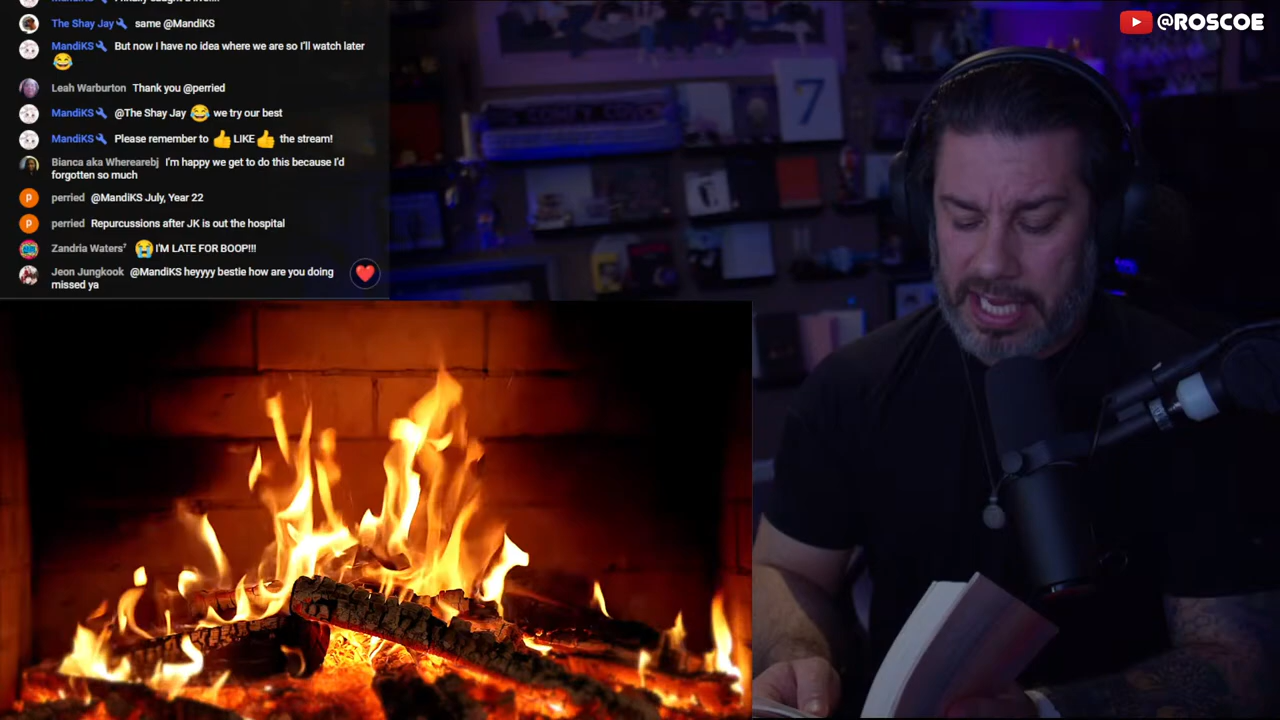 The Shay Jay same @MandiKS
MandiKS But now I have no idea where we are so I'll watch later
😂
Leah Warburton Thank you @perried
MandiKS @The Shay Jay 😂 we try our best
MandiKS Please remember to 👍LIKE👍 the stream!
Bianca aka Wherearebj I'm happy we get to do this because I'd
forgotten so much
P perried @MandiKS July, Year 22
P perried Repurcussions after JK is out the hospital
Zandria Waters⁷ 😭I'M LATE FOR BOOP!!!
Jeon Jungkook @MandiKS heyyyy bestie how are you doing
missed ya
@ROSCOE
7